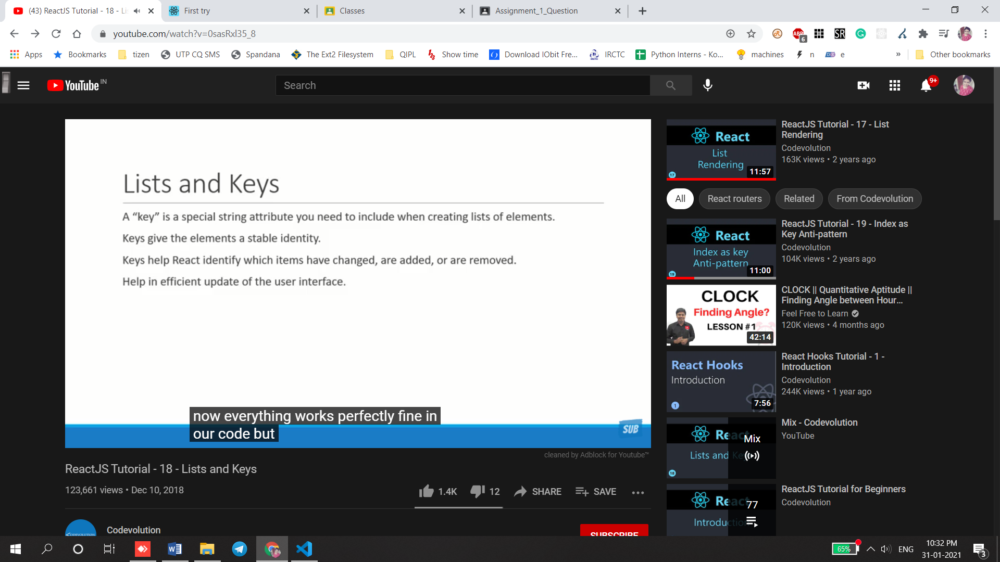 (43) ReactJS Tutorial - 18 - Li
First try
Classes
Assignment_1_Question
youtube.com/watch?v=0sasRxl35_8
ABP
6
SR
Apps
Bookmarks
tizen
UTP CQ SMS
Spandana
The Ext2 Filesystem
QIPL
Show time
Download IObit Fre...
IRCTC
Python Interns - Ko...
machines
n
e
»
Other bookmarks
YouTube IN
Search
9+
Lists and Keys
A “key” is a special string attribute you need to include when creating lists of elements.
Keys give the elements a stable identity.
Keys help React identify which items have changed, are added, or are removed.
Help in efficient update of the user interface.
now everything works perfectly fine in
our code but
SUB
cleaned by Adblock for Youtube™
ReactJS Tutorial - 18 - Lists and Keys
123,661 views • Dec 10, 2018
1.4K
12
SHARE
SAVE
Codevolution
SUBSCRIBE
React
List
Rendering
17
11:57
ReactJS Tutorial - 17 - List
Rendering
Codevolution
163K views • 2 years ago
All
React routers
Related
From Codevolution
React
Index as key
Anti-pattern
19
11:00
ReactJS Tutorial - 19 - Index as
Key Anti-pattern
Codevolution
104K views • 2 years ago
CLOCK
Finding Angle?
LESSON #1
42:14
CLOCK || Quantitative Aptitude ||
Finding Angle between Hour...
Feel Free to Learn
120K views • 4 months ago
React Hooks
Introduction
1
7:56
React Hooks Tutorial - 1 -
Introduction
Codevolution
244K views • 1 year ago
React
Lists and Ke
18
Mix
Mix - Codevolution
YouTube
React
Introductio
77
ReactJS Tutorial for Beginners
Codevolution
65%
ENG
10:32 PM
31-01-2021
3